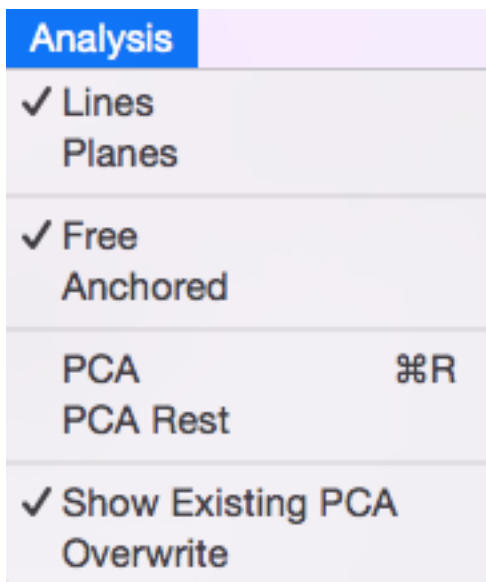 Analysis
✓ Lines
Planes
✓ Free
Anchored
PCA ⌘R
PCA Rest
✓ Show Existing PCA
Overwrite